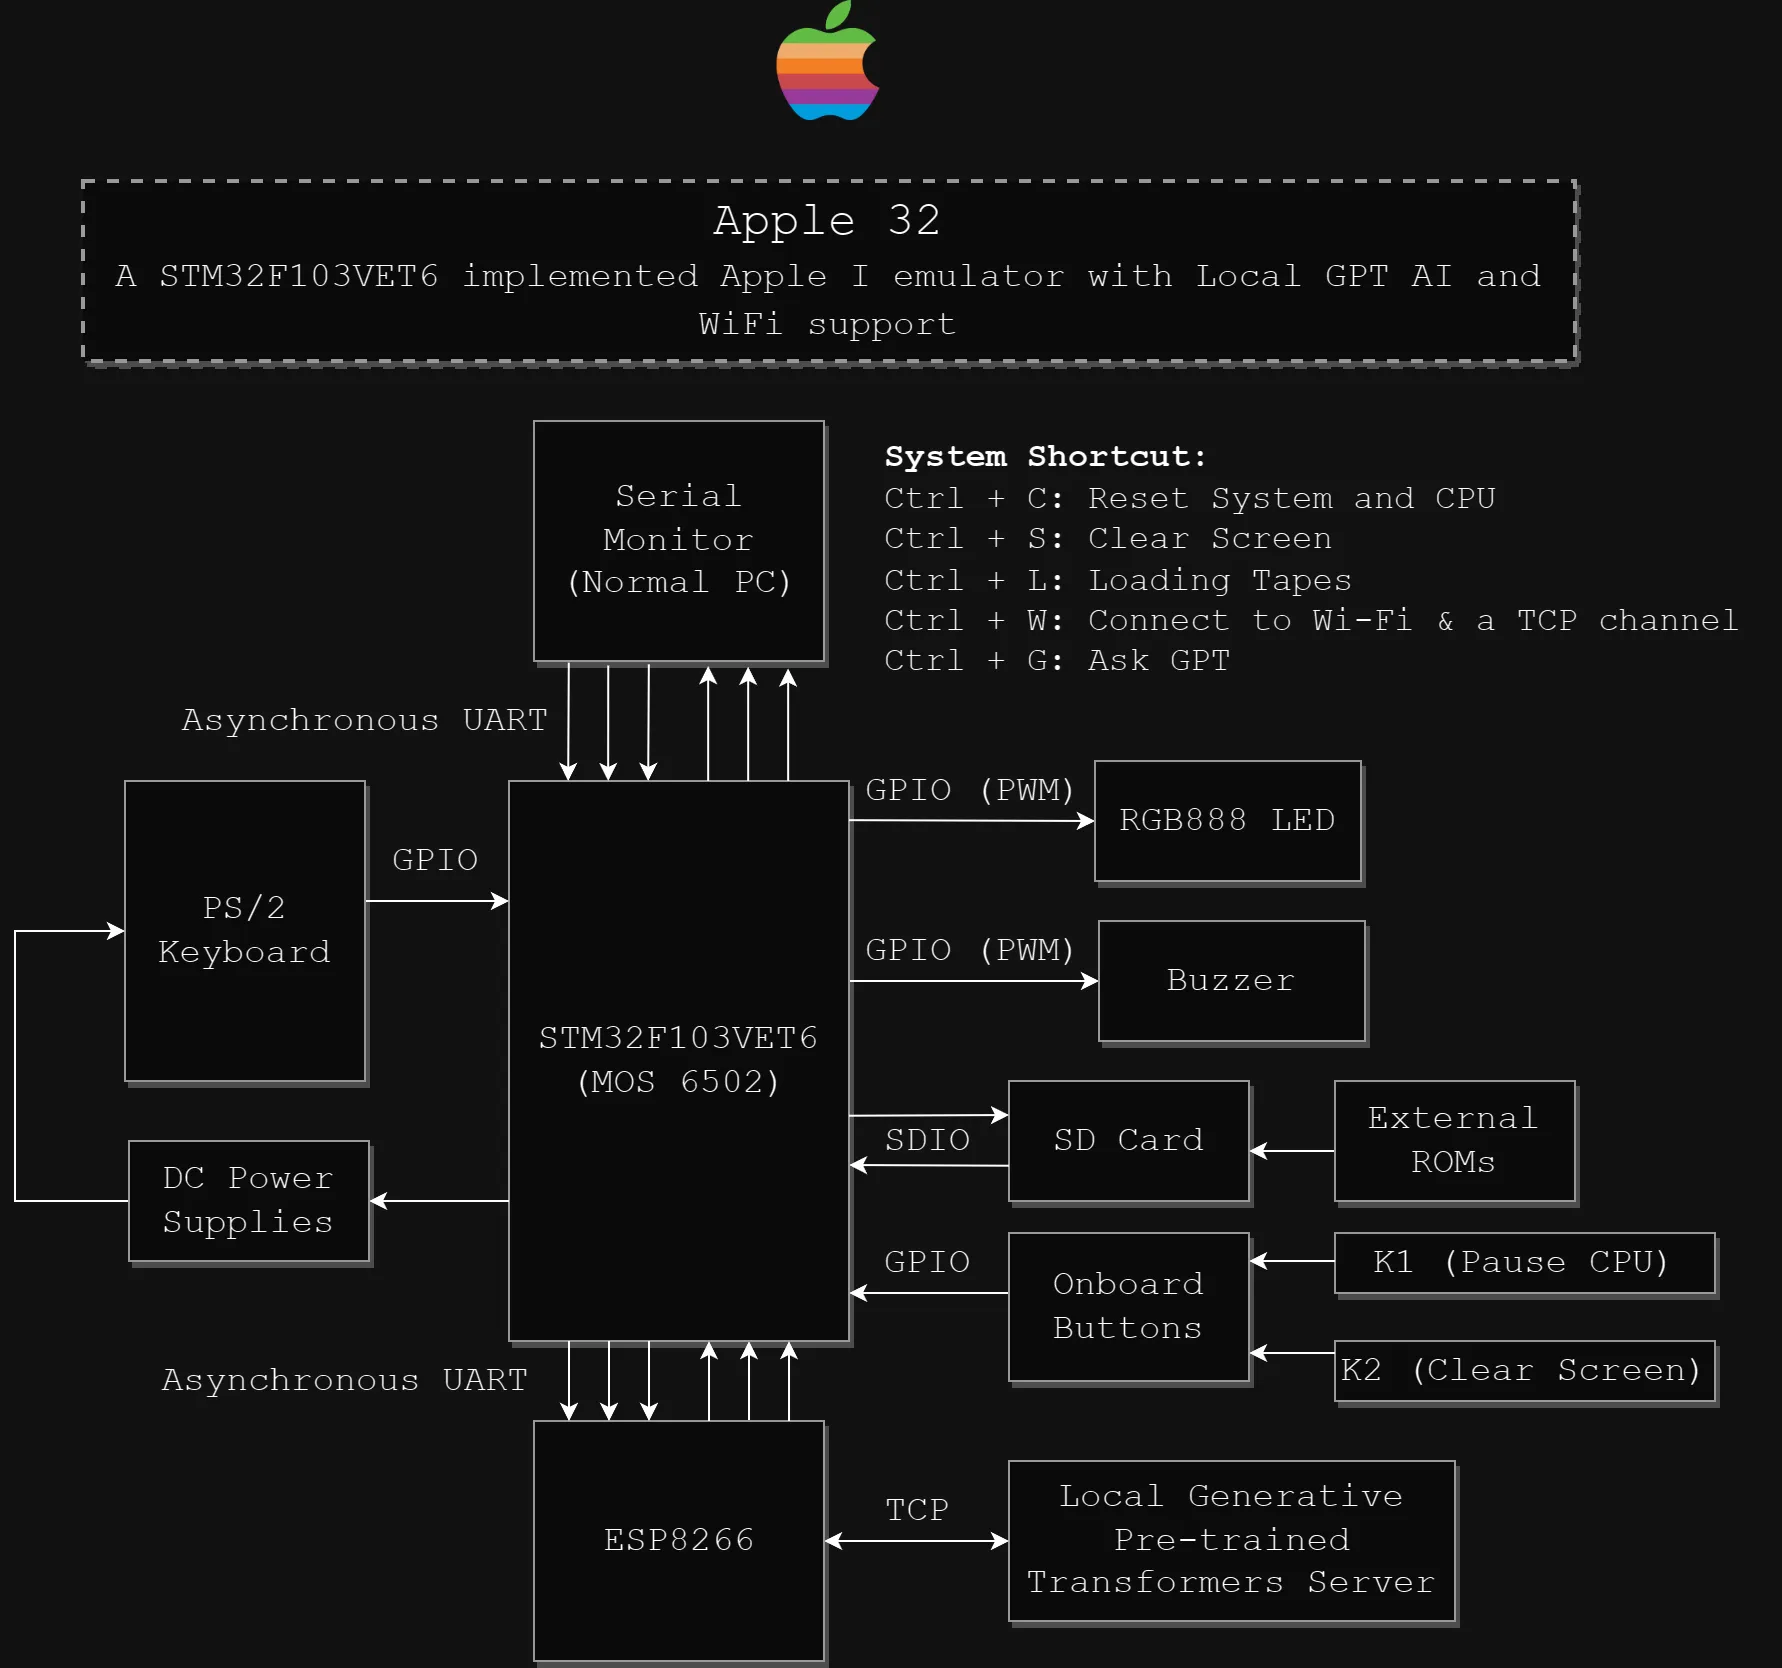 Apple 32
A STM32F103VET6 implemented Apple I emulator with Local GPT AI and
WiFi support
Serial
Monitor
(Normal PC)
System Shortcut:
Ctrl + C: Reset System and CPU
Ctrl + S: Clear Screen
Ctrl + L: Loading Tapes
Ctrl + W: Connect to Wi-Fi & a TCP channel
Ctrl + G: Ask GPT
Asynchronous UART
PS/2
Keyboard
GPIO
DC Power
Supplies
STM32F103VET6
(MOS 6502)
GPIO (PWM)
RGB888 LED
GPIO (PWM)
Buzzer
SDIO
SD Card
External
ROMs
GPIO
Onboard
Buttons
K1 (Pause CPU)
K2 (Clear Screen)
Asynchronous UART
ESP8266
TCP
Local Generative
Pre-trained
Transformers Server